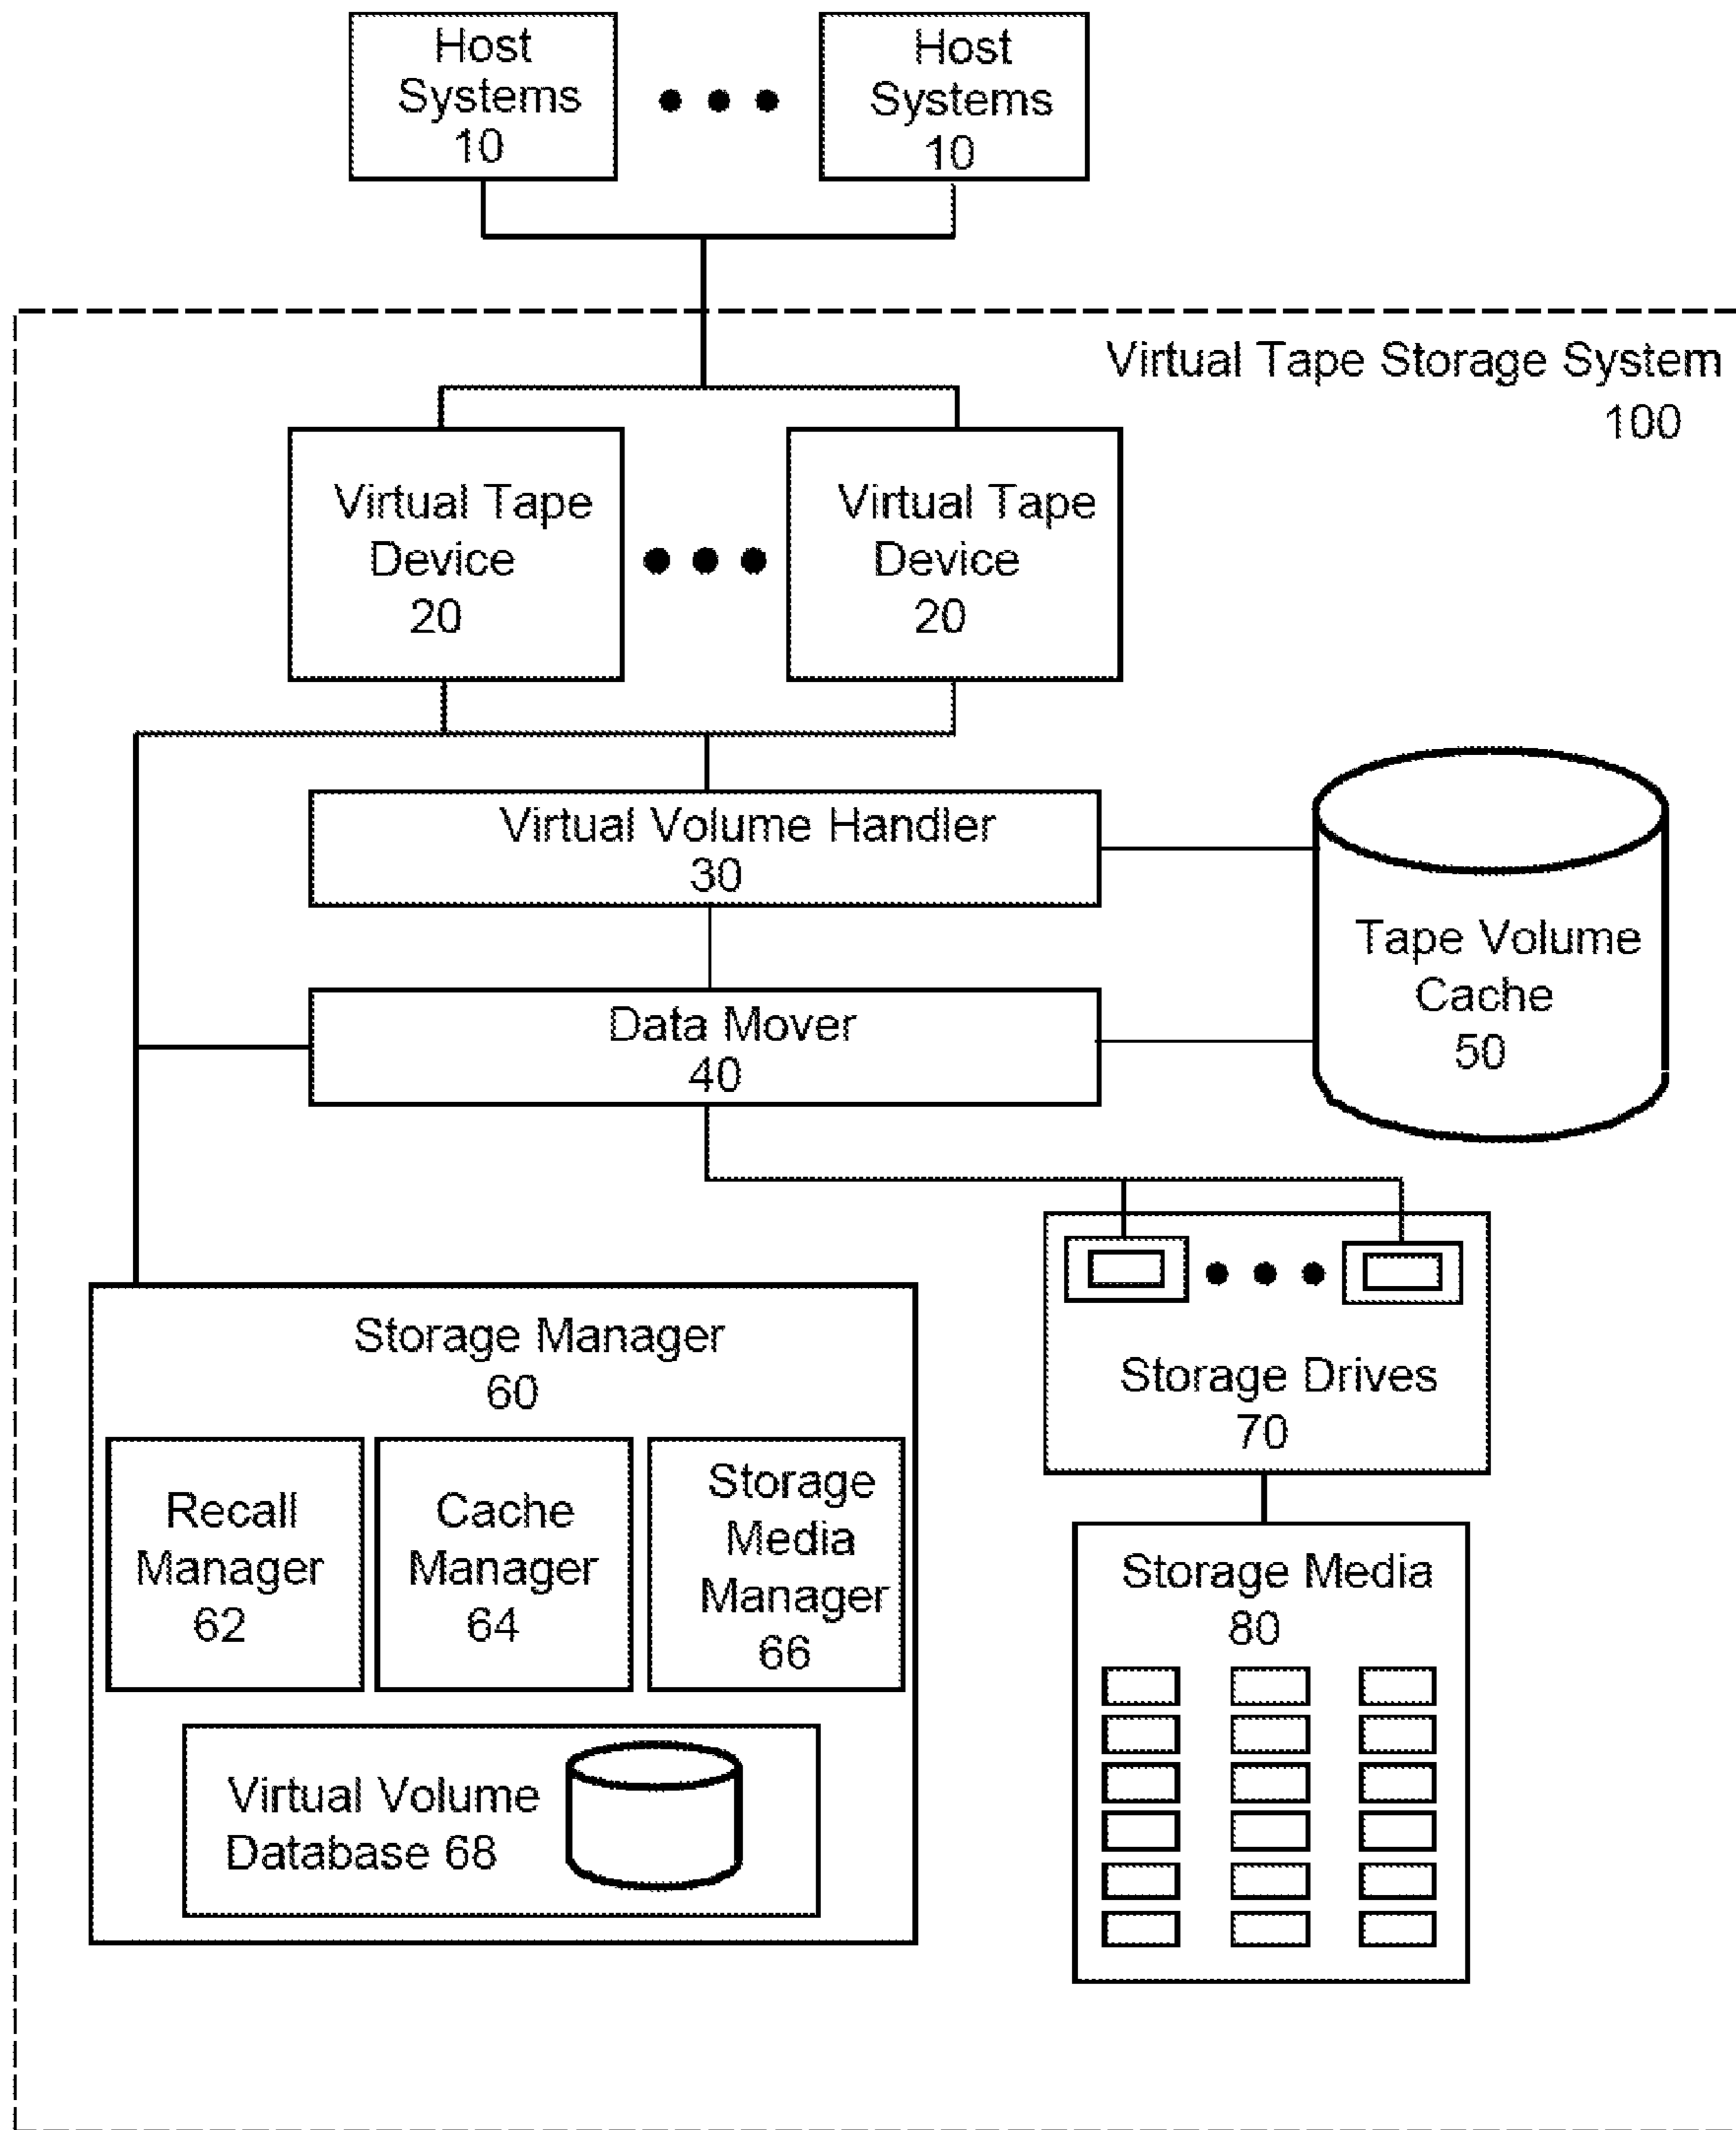 Host
Systems
10
Host
Systems
10
Virtual Tape Storage System
100
Virtual Tape
Device
20
Virtual Tape
Device
20
Virtual Volume Handler
30
Tape Volume
Cache
50
Data Mover
40
Storage Manager
60
Recall
Manager
62
Cache
Manager
64
Storage
Media
Manager
66
Virtual Volume
Database 68
Storage Drives
70
Storage Media
80